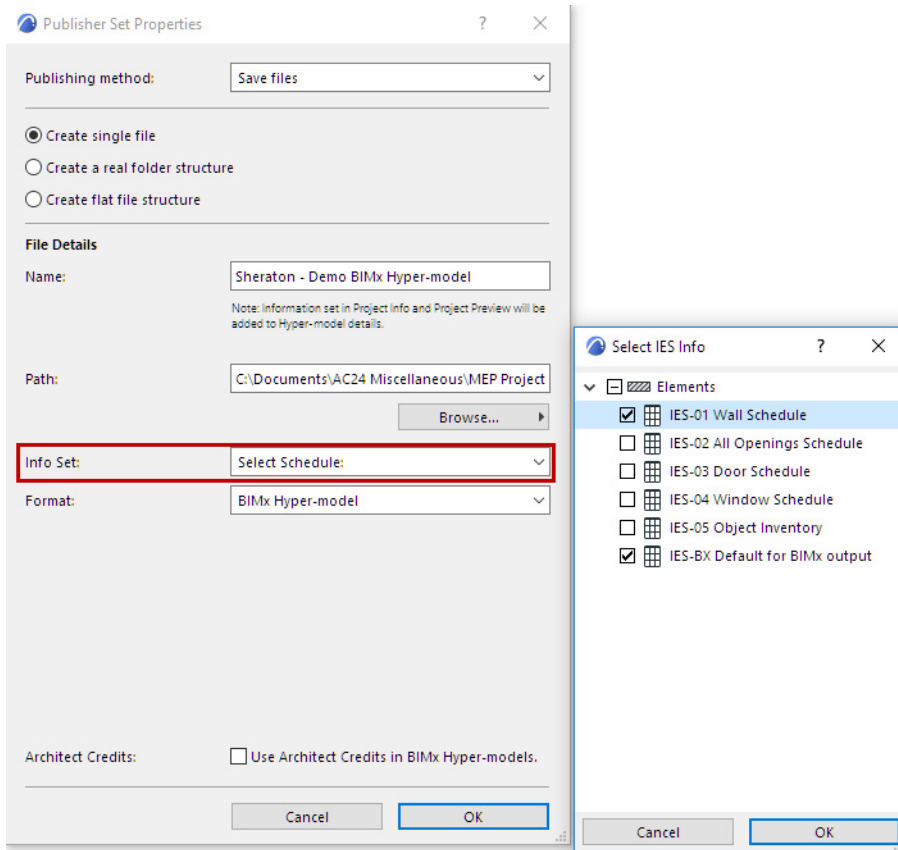 Publisher Set Properties
?
Publishing method:
Save files
Create single file
Create a real folder structure
Create flat file structure
File Details
Name:
Sheraton - Demo BIMx Hyper-model
Note: Information set in Project Info and Project Preview will be
added to Hyper-model details.
Path:
C:\Documents\AC24 Miscellaneous\MEP Project
Browse...
Info Set:
Select Schedule:
Format:
BIMx Hyper-model
Architect Credits:
Use Architect Credits in BIMx Hyper-models.
Cancel
OK
Select IES Info
?
Elements
IES-01 Wall Schedule
IES-02 All Openings Schedule
IES-03 Door Schedule
IES-04 Window Schedule
IES-05 Object Inventory
IES-BX Default for BIMx output
Cancel
OK